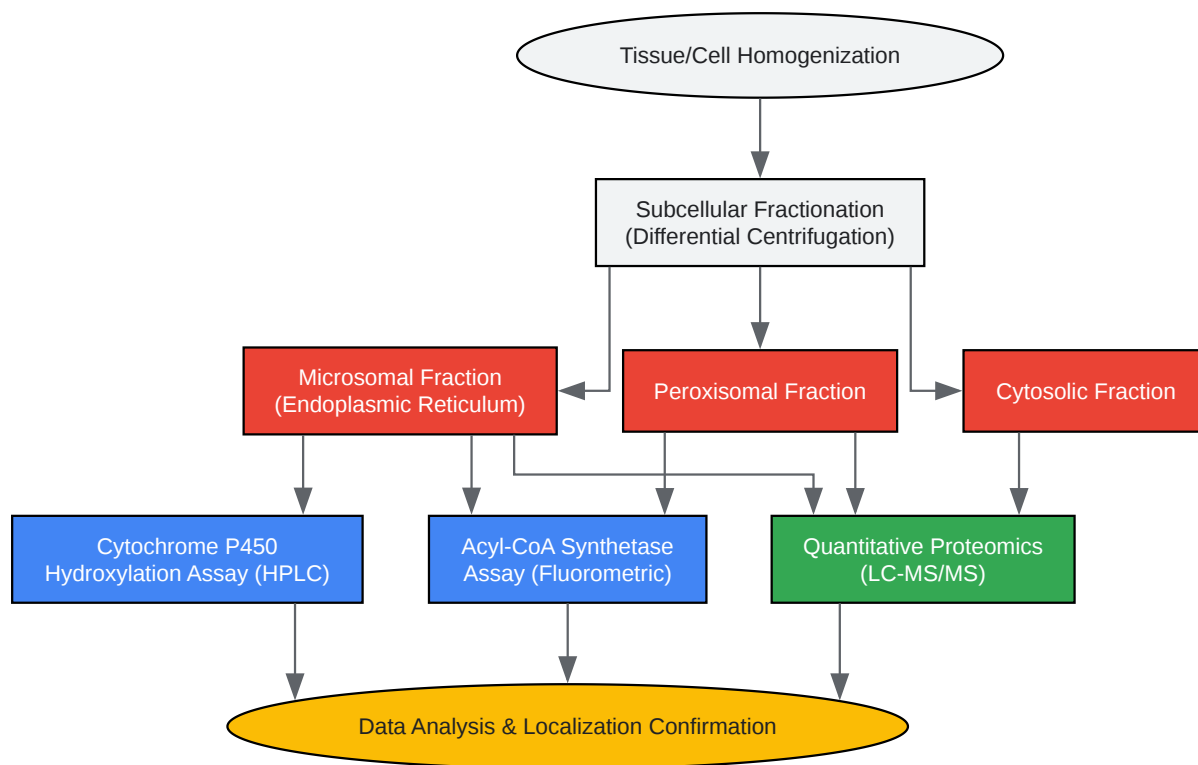 Tissue/Cell Homogenization
Subcellular Fractionation
(Differential Centrifugation)
Microsomal Fraction
(Endoplasmic Reticulum)
Peroxisomal Fraction
Cytosolic Fraction
Cytochrome P450
Hydroxylation Assay (HPLC)
Acyl-CoA Synthetase
Assay (Fluorometric)
Quantitative Proteomics
(LC-MS/MS)
Data Analysis & Localization Confirmation